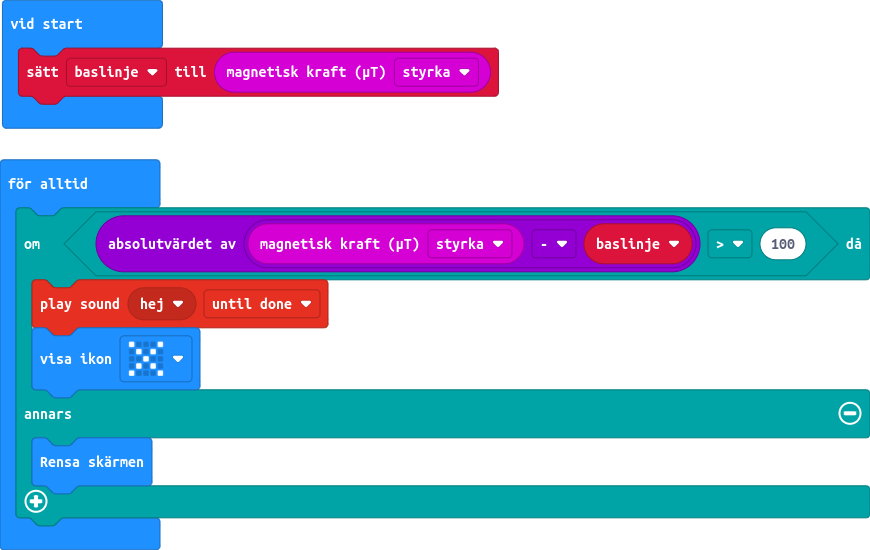 vid start
sätt baslinje till magnetisk kraft (µT) styrka
för alltid
om absolutvärdet av magnetisk kraft (µT) styrka - baslinje > 100 då
play sound hej until done
visa ikon
annars
Rensa skärmen